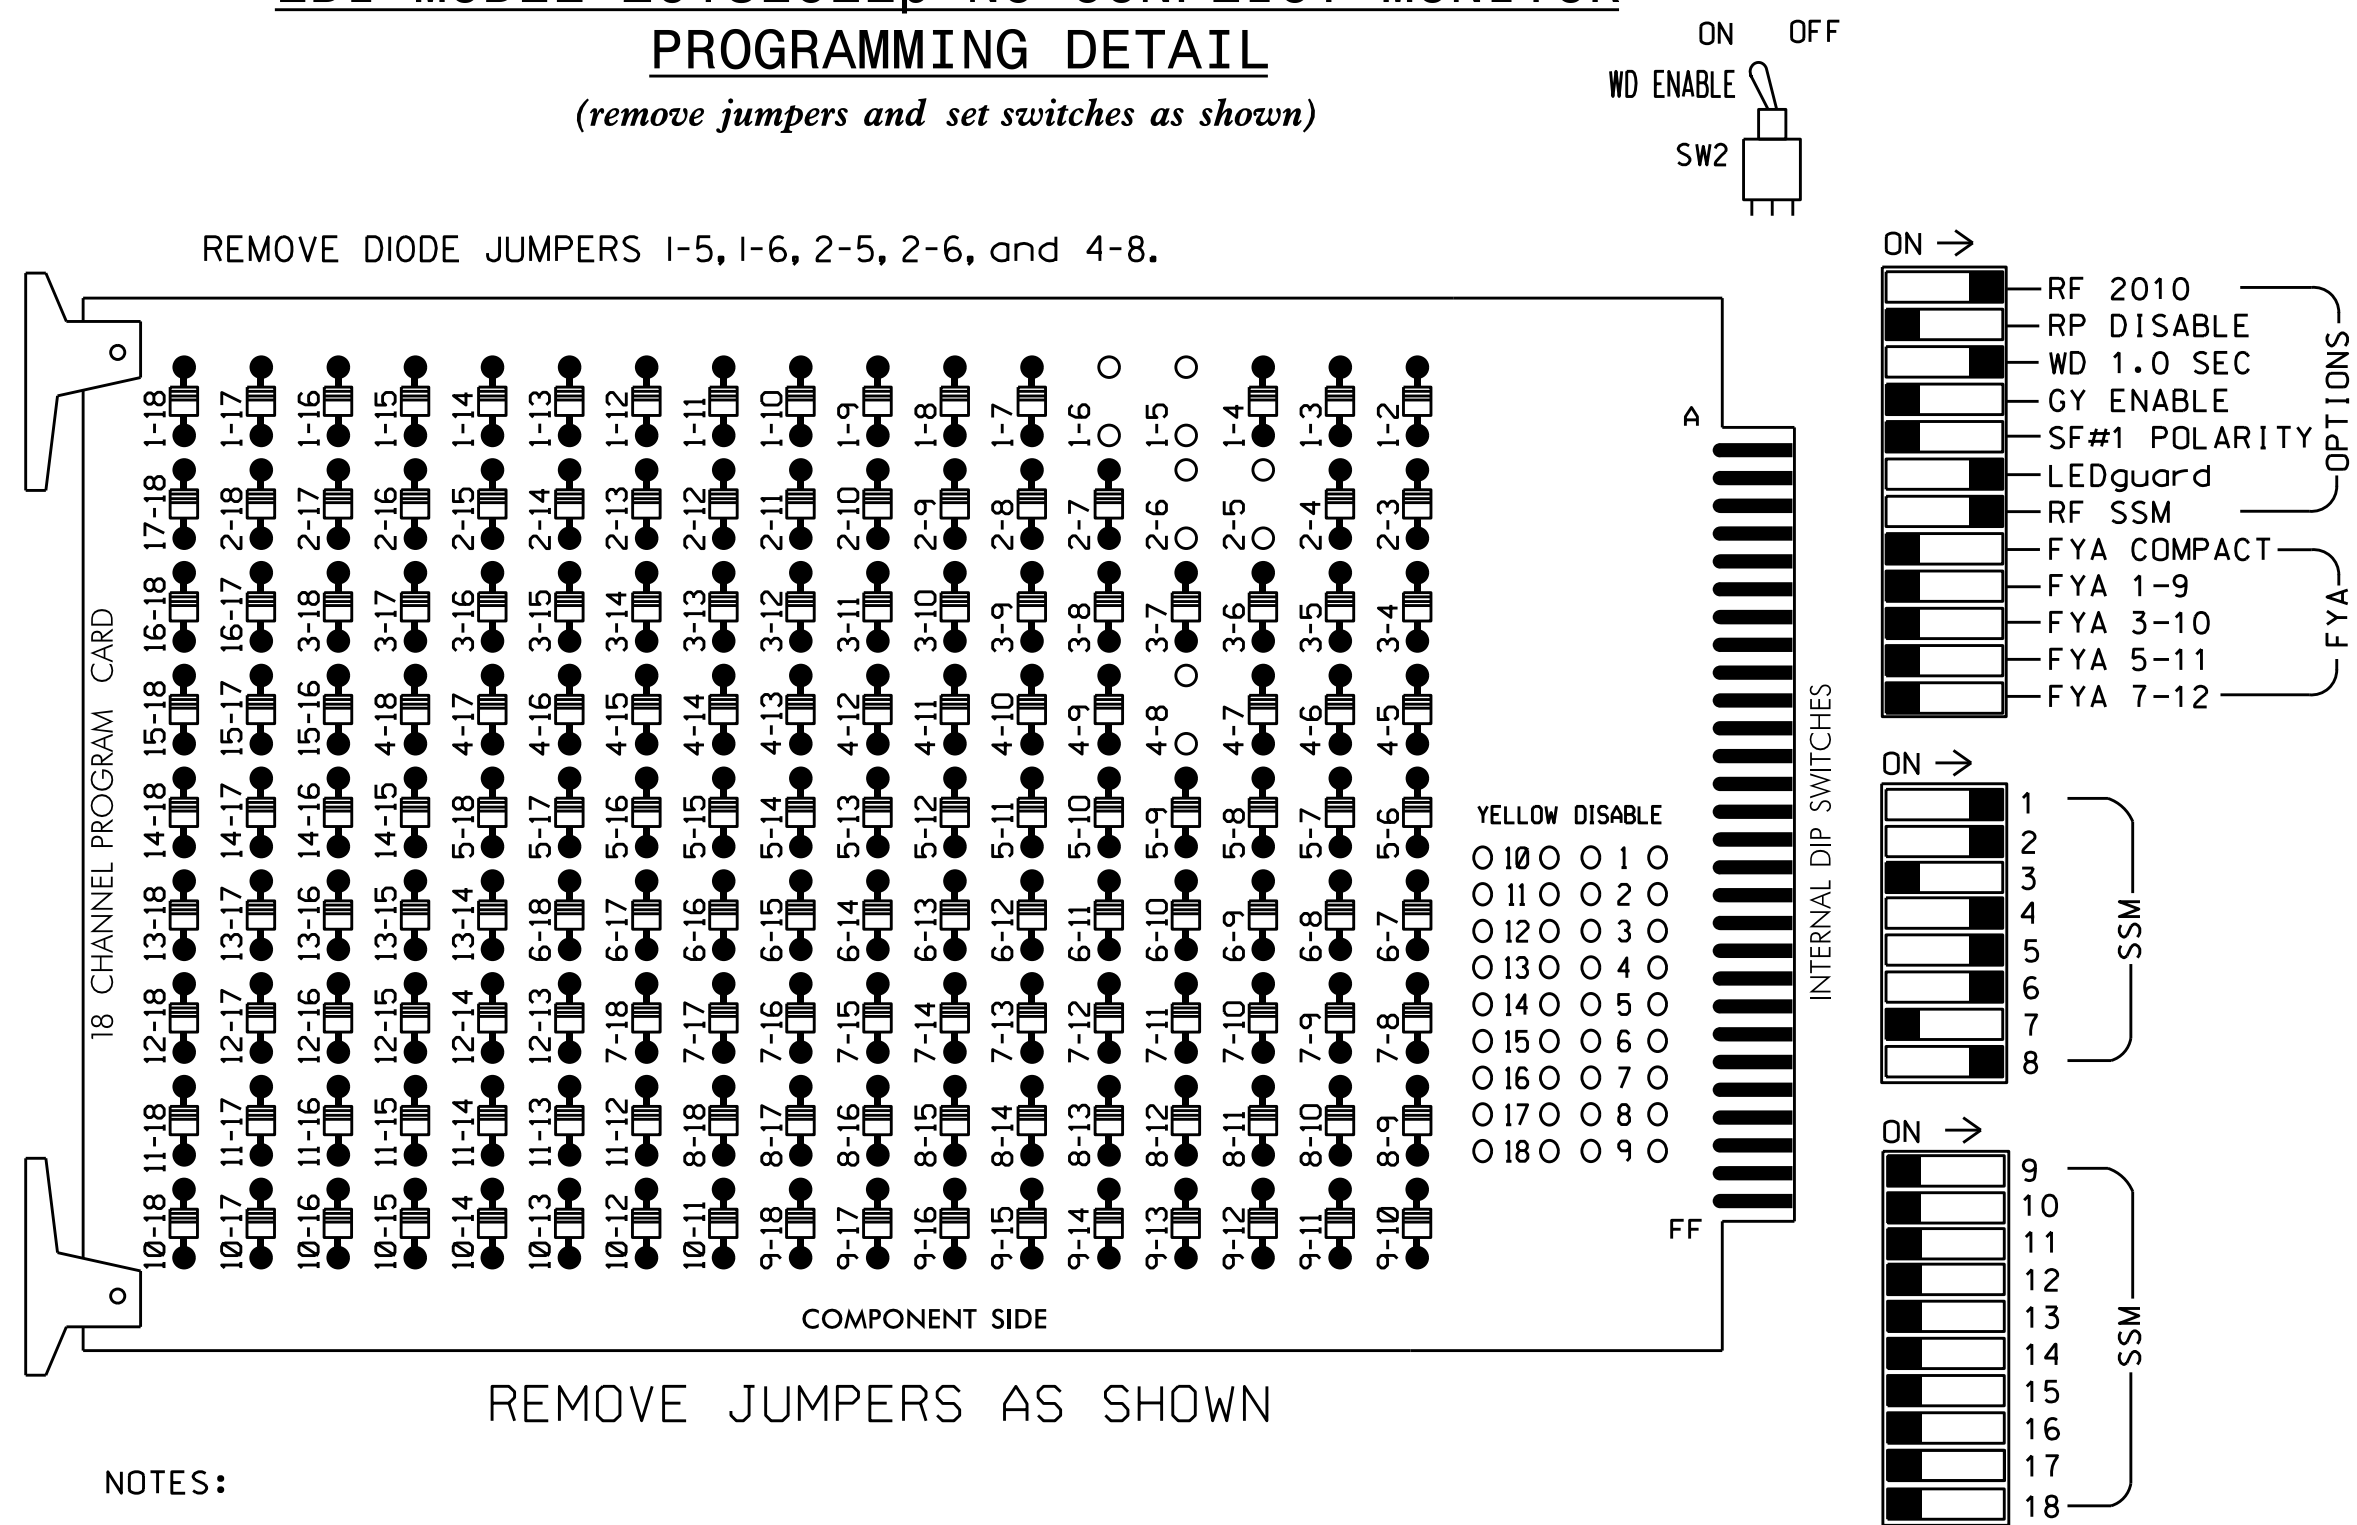 PROGRAMMING DETAIL
(remove jumpers and set switches as shown)
ON OFF
WD ENABLE
SW2
REMOVE DIODE JUMPERS 1-5, 1-6, 2-5, 2-6, and 4-8.
18 CHANNEL PROGRAM CARD
1-18 1-17 1-16 1-15 1-14 1-13 1-12 1-11 1-10 1-9 1-8 1-7 1-6 1-5 1-4 1-3 1-2
17-18 2-18 2-17 2-16 2-15 2-14 2-13 2-12 2-11 2-10 2-9 2-8 2-7 2-6 2-5 2-4 2-3
16-18 16-17 3-18 3-17 3-16 3-15 3-14 3-13 3-12 3-11 3-10 3-9 3-8 3-7 3-6 3-5 3-4
15-18 15-17 15-16 4-18 4-17 4-16 4-15 4-14 4-13 4-12 4-11 4-10 4-9 4-8 4-7 4-6 4-5
14-18 14-17 14-16 14-15 5-18 5-17 5-16 5-15 5-14 5-13 5-12 5-11 5-10 5-9 5-8 5-7 5-6
13-18 13-17 13-16 13-15 13-14 6-18 6-17 6-16 6-15 6-14 6-13 6-12 6-11 6-10 6-9 6-8 6-7
12-18 12-17 12-16 12-15 12-14 12-13 7-18 7-17 7-16 7-15 7-14 7-13 7-12 7-11 7-10 7-9 7-8
11-18 11-17 11-16 11-15 11-14 11-13 11-12 8-18 8-17 8-16 8-15 8-14 8-13 8-12 8-11 8-10 8-9
10-18 10-17 10-16 10-15 10-14 10-13 10-12 10-11 9-18 9-17 9-16 9-15 9-14 9-13 9-12 9-11 9-10
A
YELLOW DISABLE
10 1
11 2
12 3
13 4
14 5
15 6
16 7
17 8
18 9
FF
COMPONENT SIDE
INTERNAL DIP SWITCHES
REMOVE JUMPERS AS SHOWN
NOTES:
ON
RF 2010
RP DISABLE
WD 1.0 SEC
GY ENABLE
SF#1 POLARITY
LEDguard
RF SSM
OPTIONS
FYA COMPACT
FYA 1-9
FYA 3-10
FYA 5-11
FYA 7-12
FYA
ON
1
2
3
4
5
6
7
8
SSM
ON
9
10
11
12
13
14
15
16
17
18
SSM